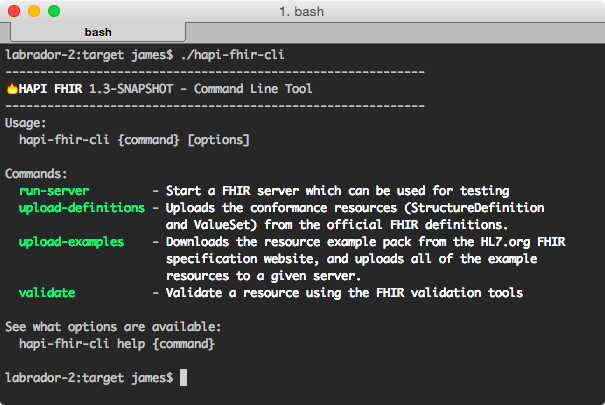 1. bash
bash
labrador-2:target james$ ./hapi-fhir-cli
------------------------------------------------------------
🔥HAPI FHIR 1.3-SNAPSHOT - Command Line Tool
------------------------------------------------------------
Usage:
  hapi-fhir-cli {command} [options]

Commands:
  run-server         - Start a FHIR server which can be used for testing
  upload-definitions - Uploads the conformance resources (StructureDefinition
                       and ValueSet) from the official FHIR definitions.
  upload-examples    - Downloads the resource example pack from the HL7.org FHIR
                       specification website, and uploads all of the example
                       resources to a given server.
  validate           - Validate a resource using the FHIR validation tools

See what options are available:
  hapi-fhir-cli help {command}

labrador-2:target james$